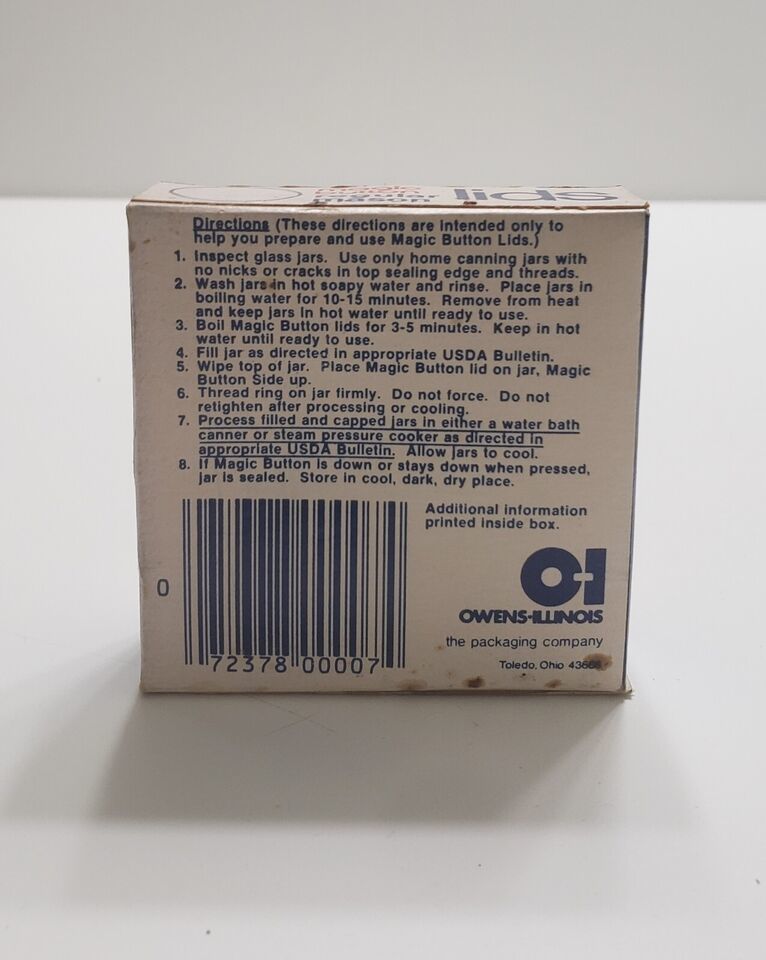 magic
button
regular
mason
lids
Directions (These directions are intended only to
help you prepare and use Magic Button Lids.)
1. Inspect glass jars. Use only home canning jars with
no nicks or cracks in top sealing edge and threads.
2. Wash jars in hot soapy water and rinse. Place jars in
boiling water for 10-15 minutes. Remove from heat
and keep jars in hot water until ready to use.
3. Boil Magic Button lids for 3-5 minutes. Keep in hot
water until ready to use.
4. Fill jar as directed in appropriate USDA Bulletin.
5. Wipe top of jar. Place Magic Button lid on jar, Magic
Button Side up.
6. Thread ring on jar firmly. Do not force. Do not
retighten after processing or cooling.
7. Process filled and capped jars in either a water bath
canner or steam pressure cooker as directed in
appropriate USDA Bulletin. Allow jars to cool.
8. If Magic Button is down or stays down when pressed,
jar is sealed. Store in cool, dark, dry place.
Additional information
printed inside box.
O-I
OWENS-ILLINOIS
the packaging company
Toledo, Ohio
0 72378 00007